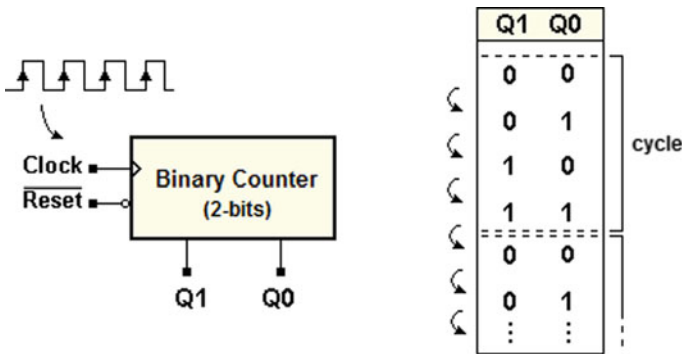 Clock
Reset
Binary Counter
(2-bits)
Q1 Q0
Q1 Q0
0 0
0 1
1 0
1 1
0 0
0 1
⋮ ⋮
cycle